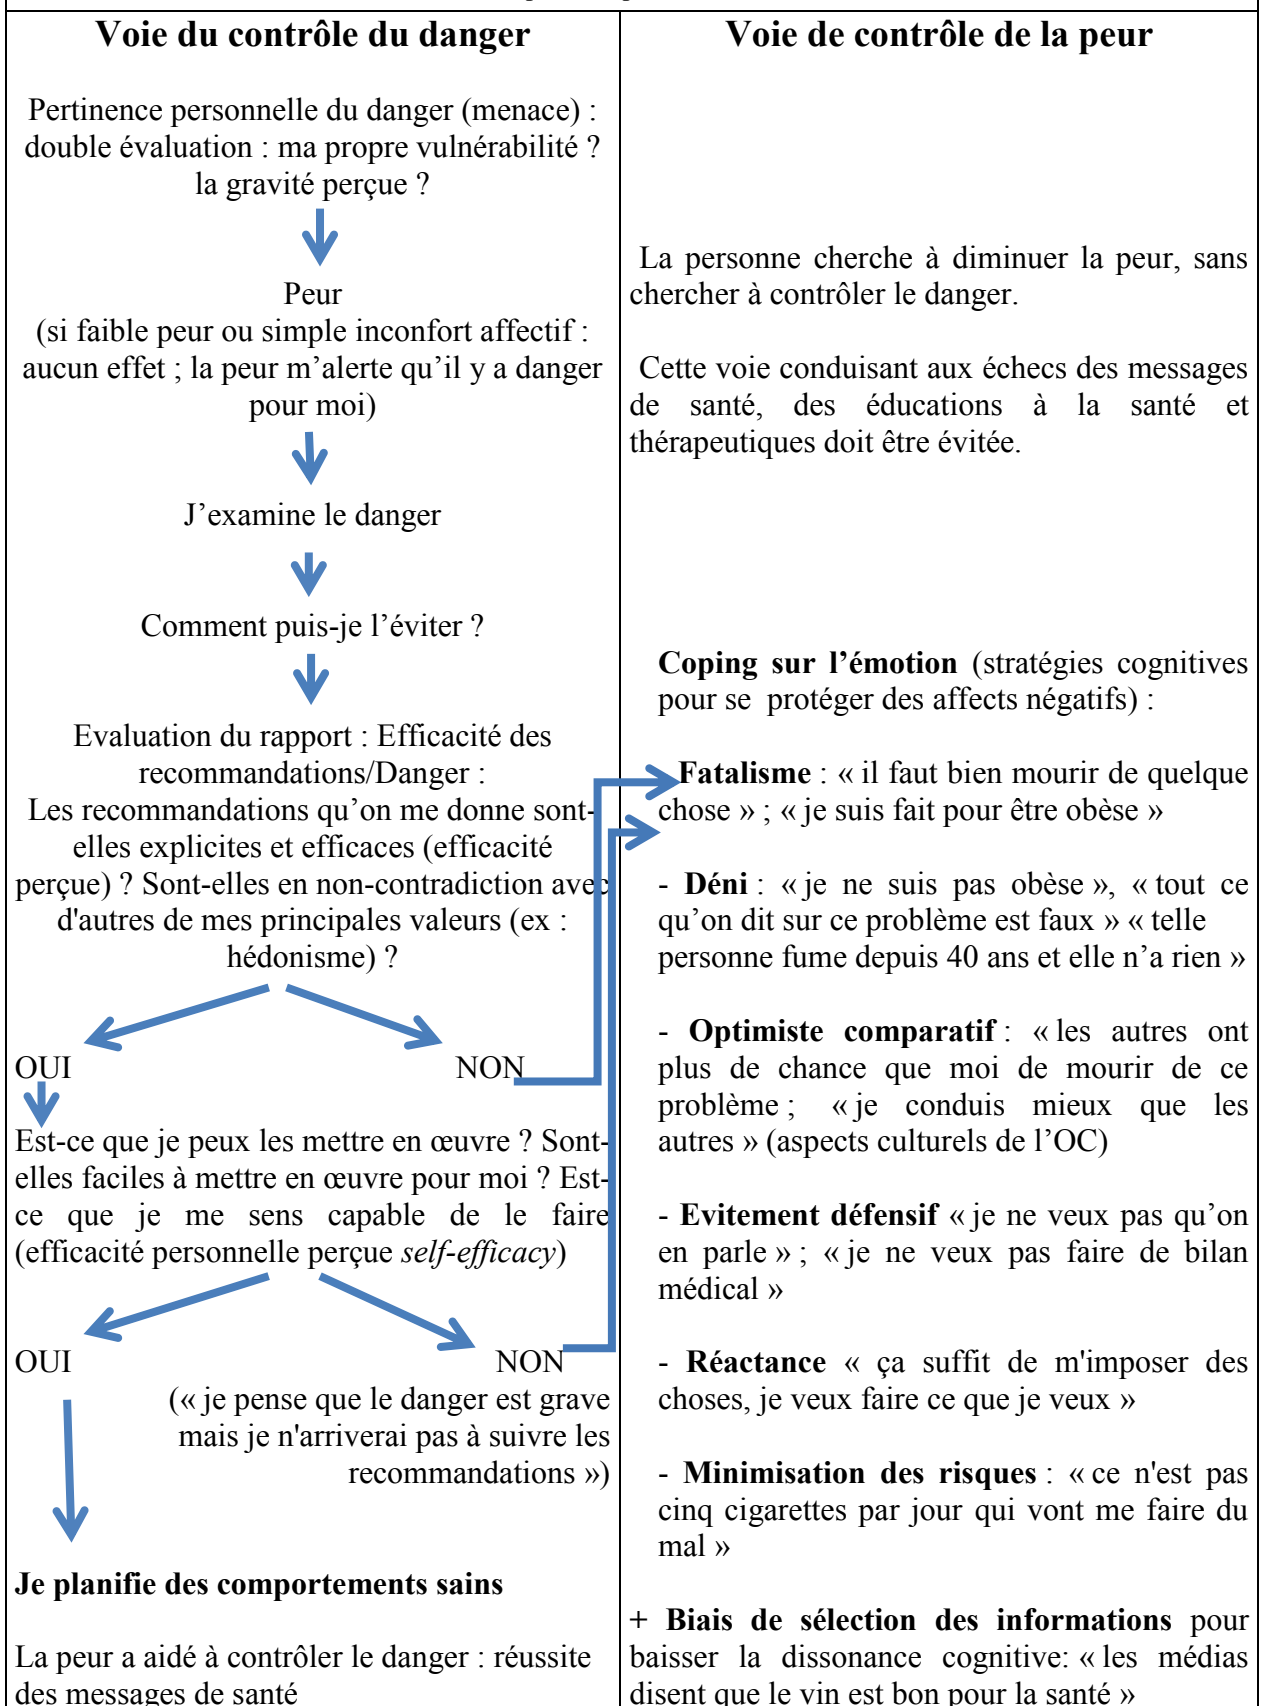 Voie du contrôle du danger
Pertinence personnelle du danger (menace) :
double évaluation : ma propre vulnérabilité ?
la gravité perçue ?
Peur
(si faible peur ou simple inconfort affectif :
aucun effet ; la peur m’alerte qu’il y a danger
pour moi)
J’examine le danger
Comment puis-je l’éviter ?
Evaluation du rapport : Efficacité des
recommandations/Danger :
Les recommandations qu’on me donne sont-
elles explicites et efficaces (efficacité
perçue) ? Sont-elles en non-contradiction avec
d'autres de mes principales valeurs (ex :
hédonisme) ?
OUI NON
Est-ce que je peux les mettre en œuvre ? Sont-
elles faciles à mettre en œuvre pour moi ? Est-
ce que je me sens capable de le faire
(efficacité personnelle perçue self-efficacy)
OUI NON
(« je pense que le danger est grave
mais je n'arriverai pas à suivre les
recommandations »)
Je planifie des comportements sains
La peur a aidé à contrôler le danger : réussite
des messages de santé
Voie de contrôle de la peur
La personne cherche à diminuer la peur, sans
chercher à contrôler le danger.
Cette voie conduisant aux échecs des messages
de santé, des éducations à la santé et
thérapeutiques doit être évitée.
Coping sur l’émotion (stratégies cognitives
pour se protéger des affects négatifs) :
Fatalisme : « il faut bien mourir de quelque
chose » ; « je suis fait pour être obèse »
- Déni : « je ne suis pas obèse », « tout ce
qu’on dit sur ce problème est faux » « telle
personne fume depuis 40 ans et elle n’a rien »
- Optimiste comparatif : « les autres ont
plus de chance que moi de mourir de ce
problème ; « je conduis mieux que les
autres » (aspects culturels de l’OC)
- Evitement défensif « je ne veux pas qu’on
en parle » ; « je ne veux pas faire de bilan
médical »
- Réactance « ça suffit de m'imposer des
choses, je veux faire ce que je veux »
- Minimisation des risques : « ce n'est pas
cinq cigarettes par jour qui vont me faire du
mal »
+ Biais de sélection des informations pour
baisser la dissonance cognitive: « les médias
disent que le vin est bon pour la santé »